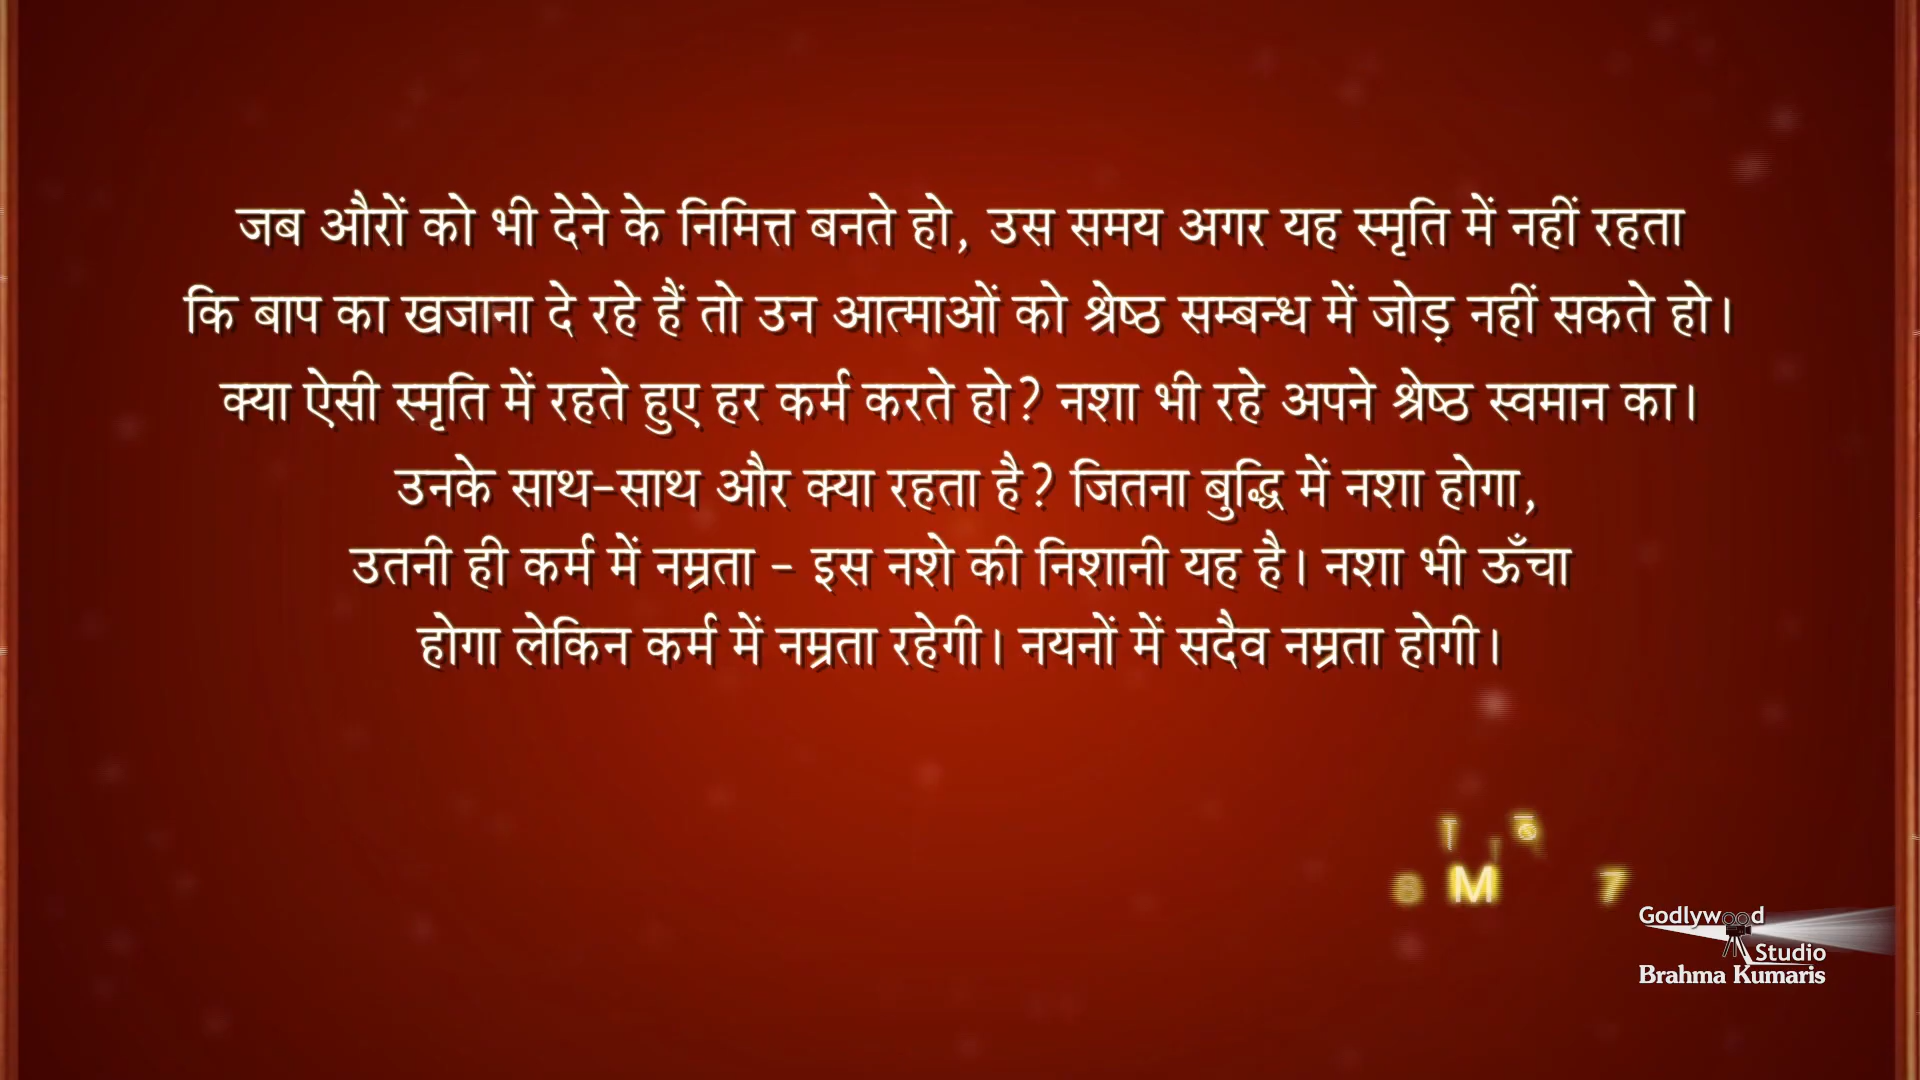 जब औरों को भी देने के निमित्त बनते हो, उस समय अगर यह स्मृति में नहीं रहता
कि बाप का खजाना दे रहे हैं तो उन आत्माओं को श्रेष्ठ सम्बन्ध में जोड़ नहीं सकते हो।
क्या ऐसी स्मृति में रहते हुए हर कर्म करते हो? नशा भी रहे अपने श्रेष्ठ स्वमान का।
उनके साथ-साथ और क्या रहता है? जितना बुद्धि में नशा होगा,
उतनी ही कर्म में नम्रता - इस नशे की निशानी यह है। नशा भी ऊँचा
होगा लेकिन कर्म में नम्रता रहेगी। नयनों में सदैव नम्रता होगी।
M 7
Godlywood
Studio
Brahma Kumaris